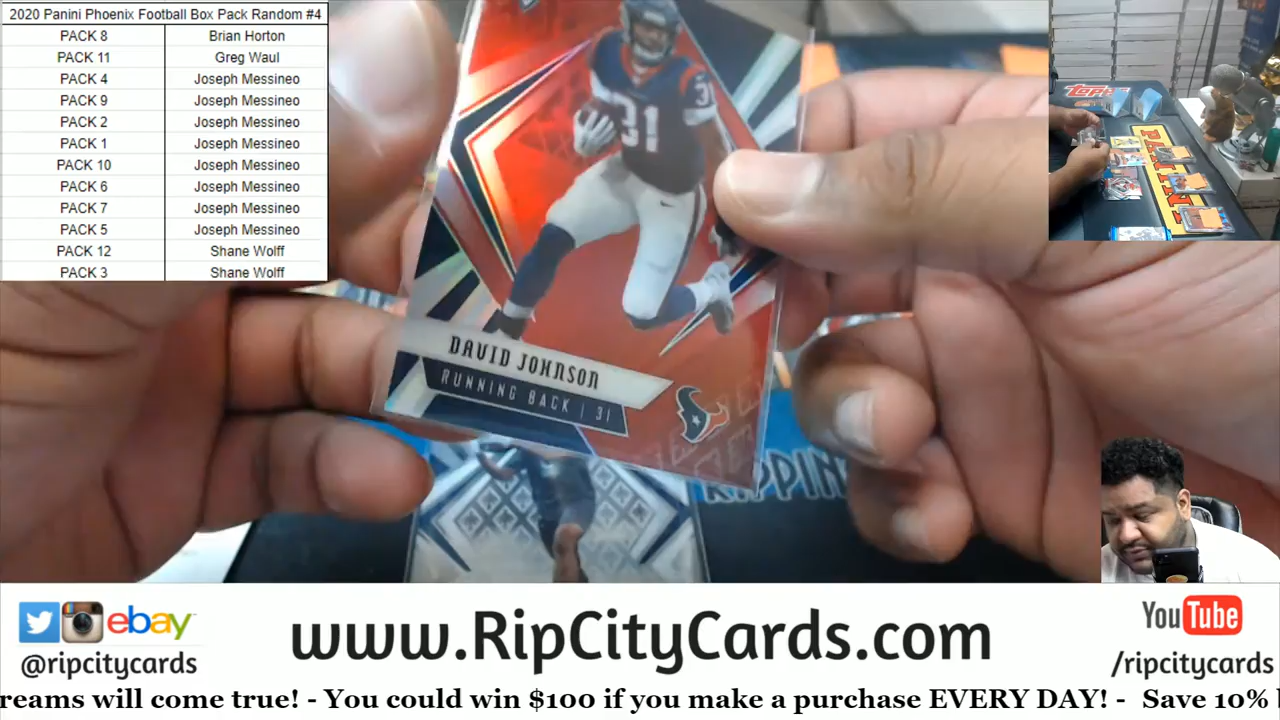 2020 Panini Phoenix Football Box Pack Random #4
PACK 8 Brian Horton
PACK 11 Greg Waul
PACK 4 Joseph Messineo
PACK 9 Joseph Messineo
PACK 2 Joseph Messineo
PACK 1 Joseph Messineo
PACK 10 Joseph Messineo
PACK 6 Joseph Messineo
PACK 7 Joseph Messineo
PACK 5 Joseph Messineo
PACK 12 Shane Wolff
PACK 3 Shane Wolff
31
31
DAVID JOHNSON
RUNNING BACK | 31
RIPPIN
Topps
PANINI
ebay
@ripcitycards
www.RipCityCards.com
YouTube
/ripcitycards
reams will come true! - You could win $100 if you make a purchase EVERY DAY! - Save 10%